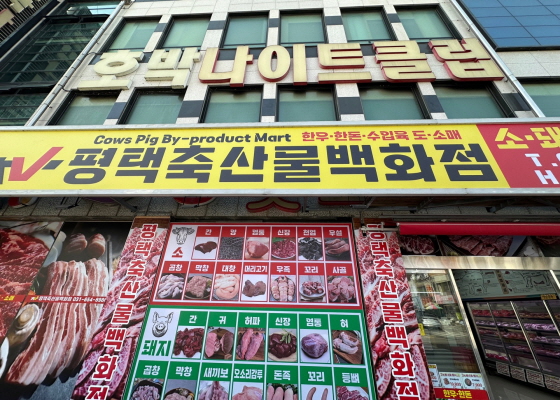 호박나이트클럽
Cows Pig By-product Mart
한우·한돈·수입육 도·소매
평택축산물백화점
소·돼
T.
H
소
간 양 염통 신장 천엽 우설
곱창 막창 대창 머리고기 우족 꼬리 사골
돼지
간 귀 허파 신장 염통 혀
곱창 막창 새끼보 오소리감투 돈족 꼬리 등뼈
평택축산물백화점
평택축산물백화점
한우·한돈